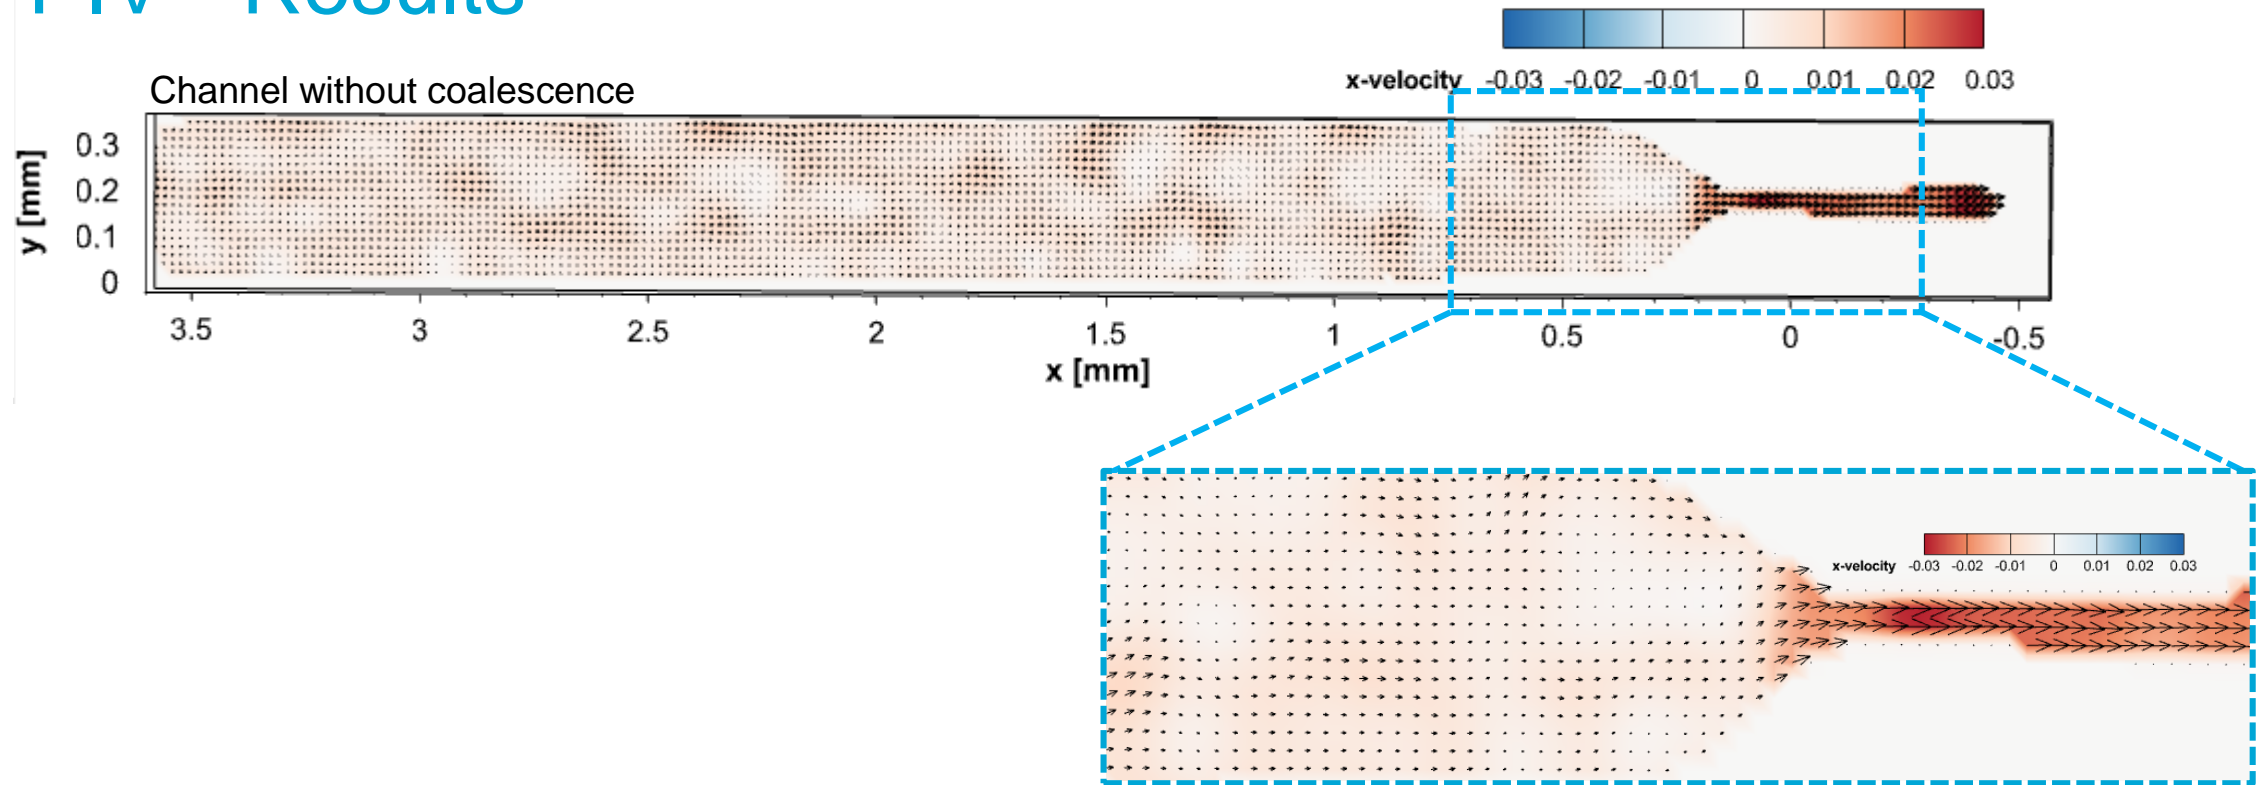 PIV - Results
Channel without coalescence
x-velocity -0.03 -0.02 -0.01 0 0.01 0.02 0.03
y [mm]
0.3
0.2
0.1
0
3.5 3 2.5 2 1.5 1 0.5 0 -0.5
x [mm]
x-velocity -0.03 -0.02 -0.01 0 0.01 0.02 0.03